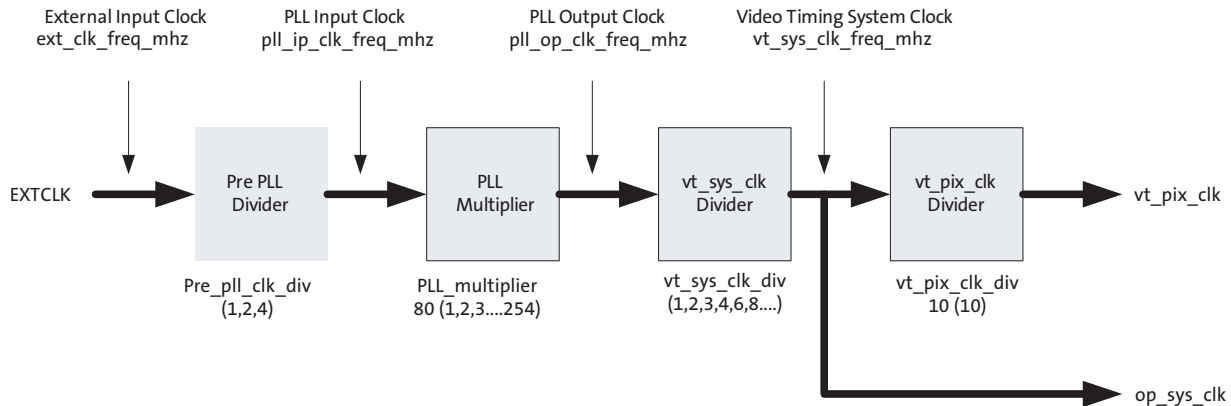 External Input Clock
ext_clk_freq_mhz
PLL Input Clock
pll_ip_clk_freq_mhz
PLL Output Clock
pll_op_clk_freq_mhz
Video Timing System Clock
vt_sys_clk_freq_mhz
EXTCLK
Pre PLL
Divider
PLL
Multiplier
vt_sys_clk
Divider
vt_pix_clk
Divider
vt_pix_clk
Pre_pll_clk_div
(1,2,4)
PLL_multiplier
80 (1,2,3....254)
vt_sys_clk_div
(1,2,3,4,6,8....)
vt_pix_clk_div
10 (10)
op_sys_clk